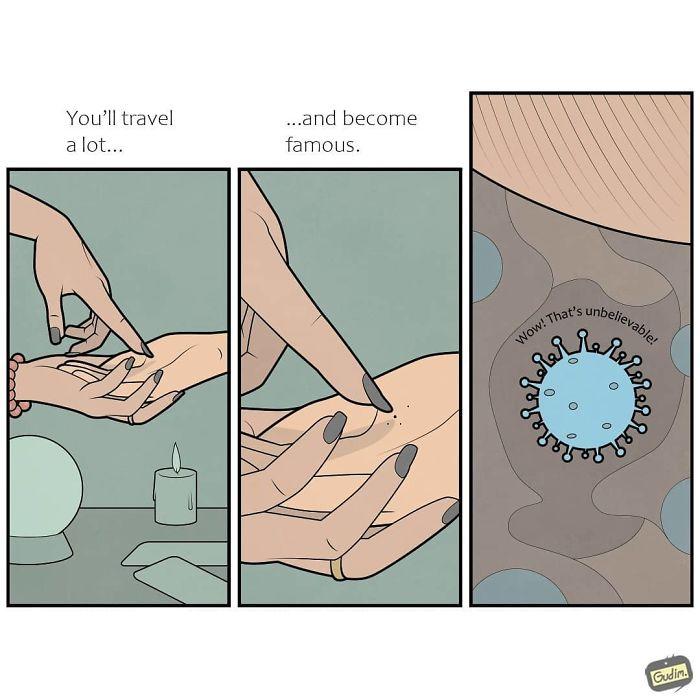 You'll travel
a lot...
...and become
famous.
Wow! That's unbelievable!
Gudim.